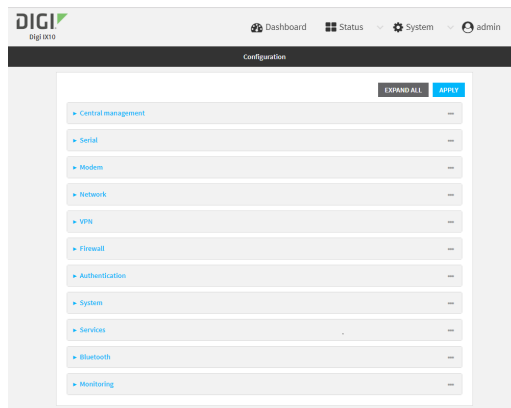 DIGI
Digi IX10
Dashboard Status System admin
Configuration
EXPAND ALL APPLY
Central management
Serial
Modem
Network
VPN
Firewall
Authentication
System
Services
Bluetooth
Monitoring